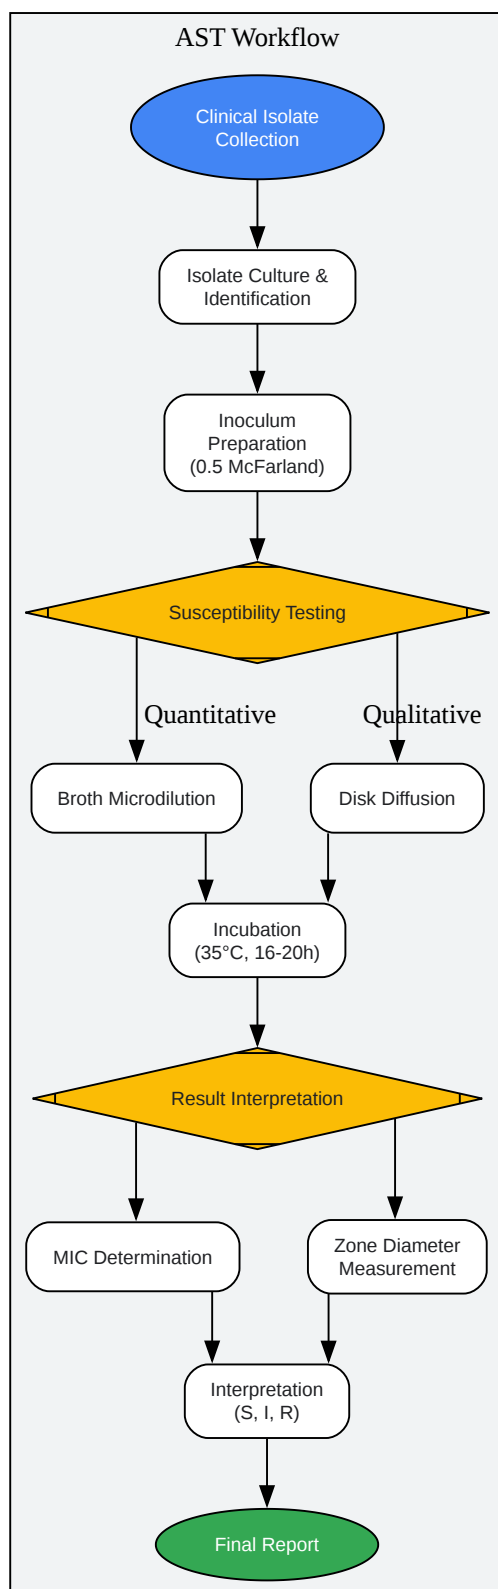 AST Workflow
Clinical Isolate
Collection
Isolate Culture &
Identification
Inoculum
Preparation
(0.5 McFarland)
Susceptibility Testing
Quantitative
Qualitative
Broth Microdilution
Disk Diffusion
Incubation
(35°C, 16-20h)
Result Interpretation
MIC Determination
Zone Diameter
Measurement
Interpretation
(S, I, R)
Final Report